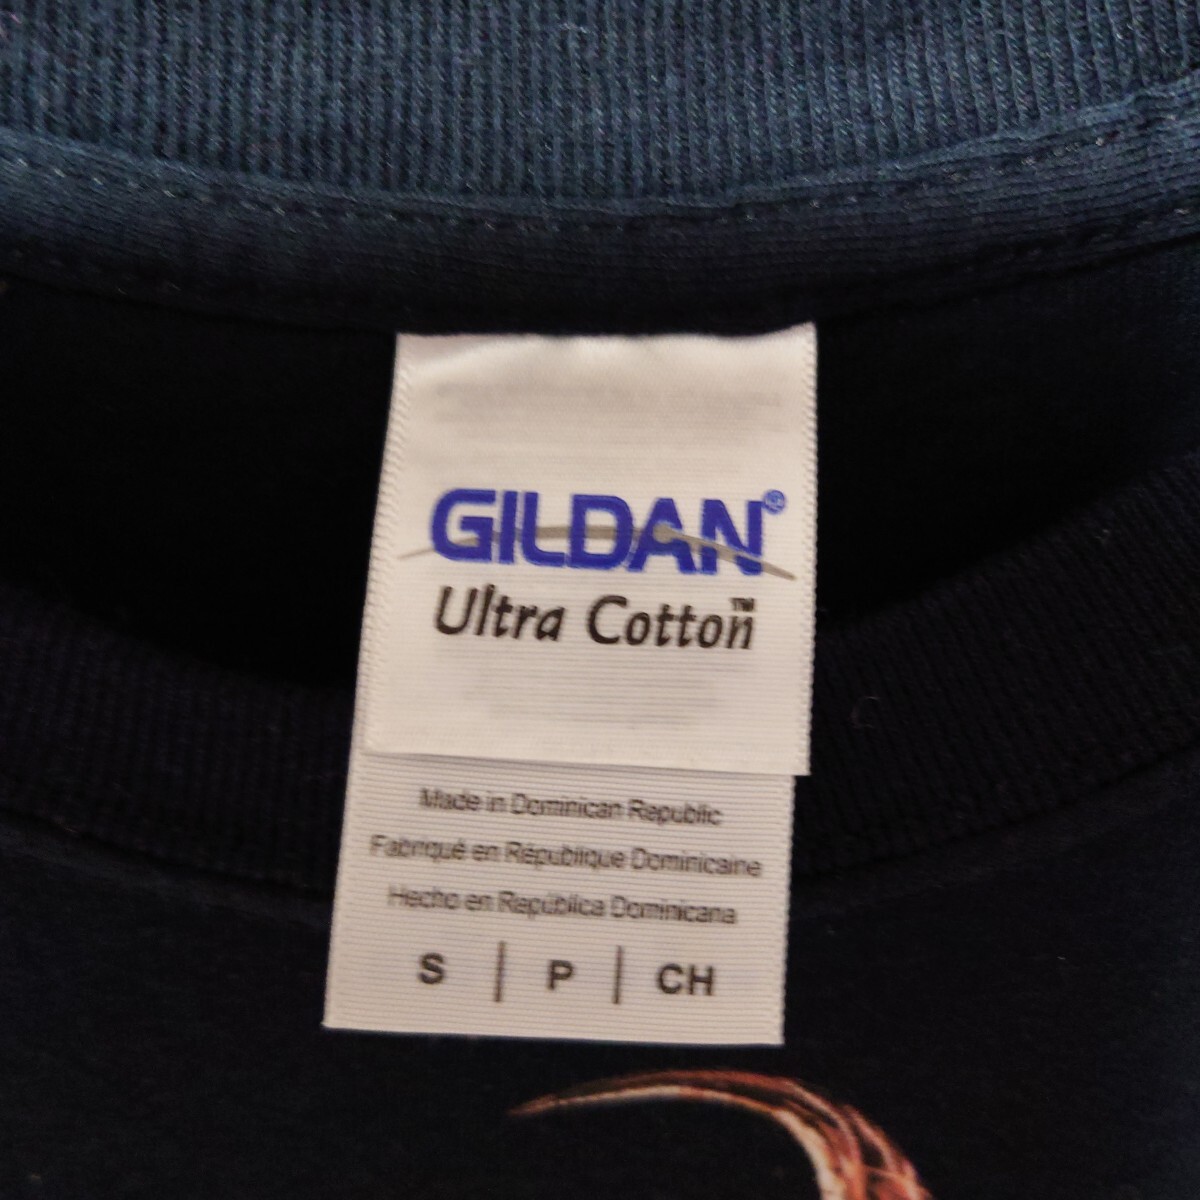 GILDAN®
Ultra Cotton™
Made in Dominican Republic
Fabriqué en République Dominicaine
Hecho en República Dominicana
S | P | CH